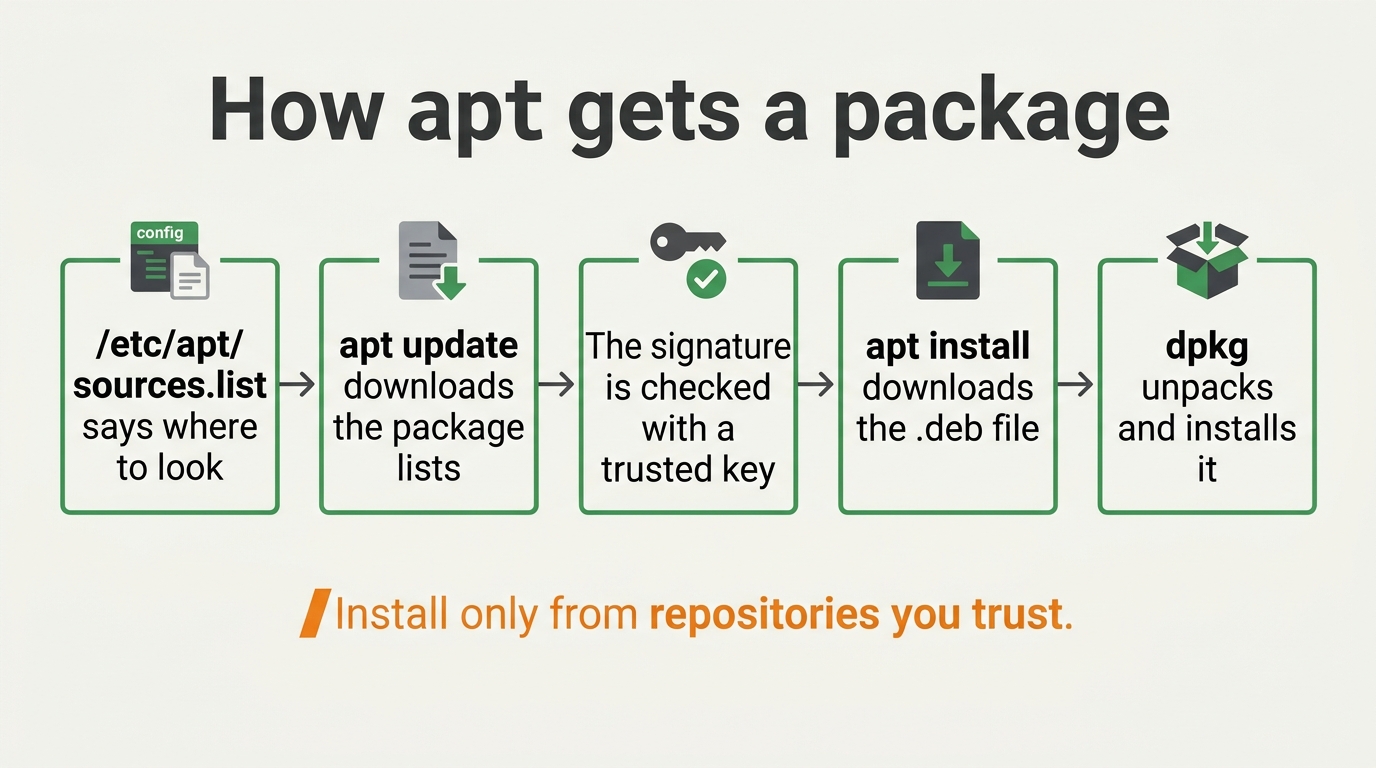 How apt gets a package
config
/etc/apt/
sources.list
says where
to look
apt update
downloads
the package
lists
The signature
is checked
with a
trusted key
apt install
downloads
the .deb file
dpkg
unpacks
and installs
it
Install only from repositories you trust.